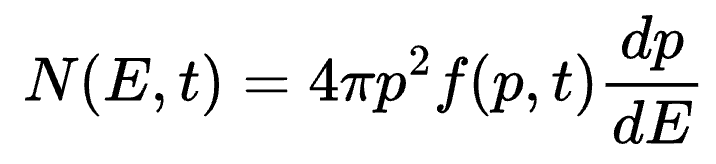 N(E, t) = 4πp²f(p, t) dp/dE